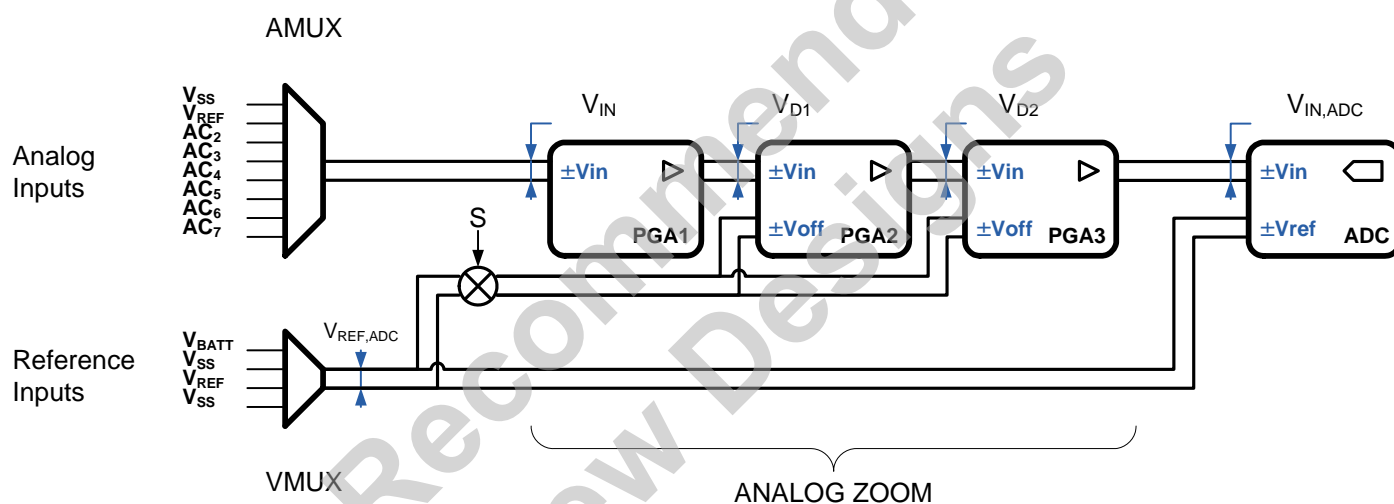 AMUX
Analog
Inputs
VSS
VREF
AC2
AC3
AC4
AC5
AC6
AC7
VIN
VD1
VD2
VIN,ADC
±Vin
PGA1
±Vin
±Voff
PGA2
±Vin
±Voff
PGA3
±Vin
±Vref
ADC
S
Reference
Inputs
VBATT
VSS
VREF
VSS
VREF,ADC
VMUX
ANALOG ZOOM
Recommend
w Designs